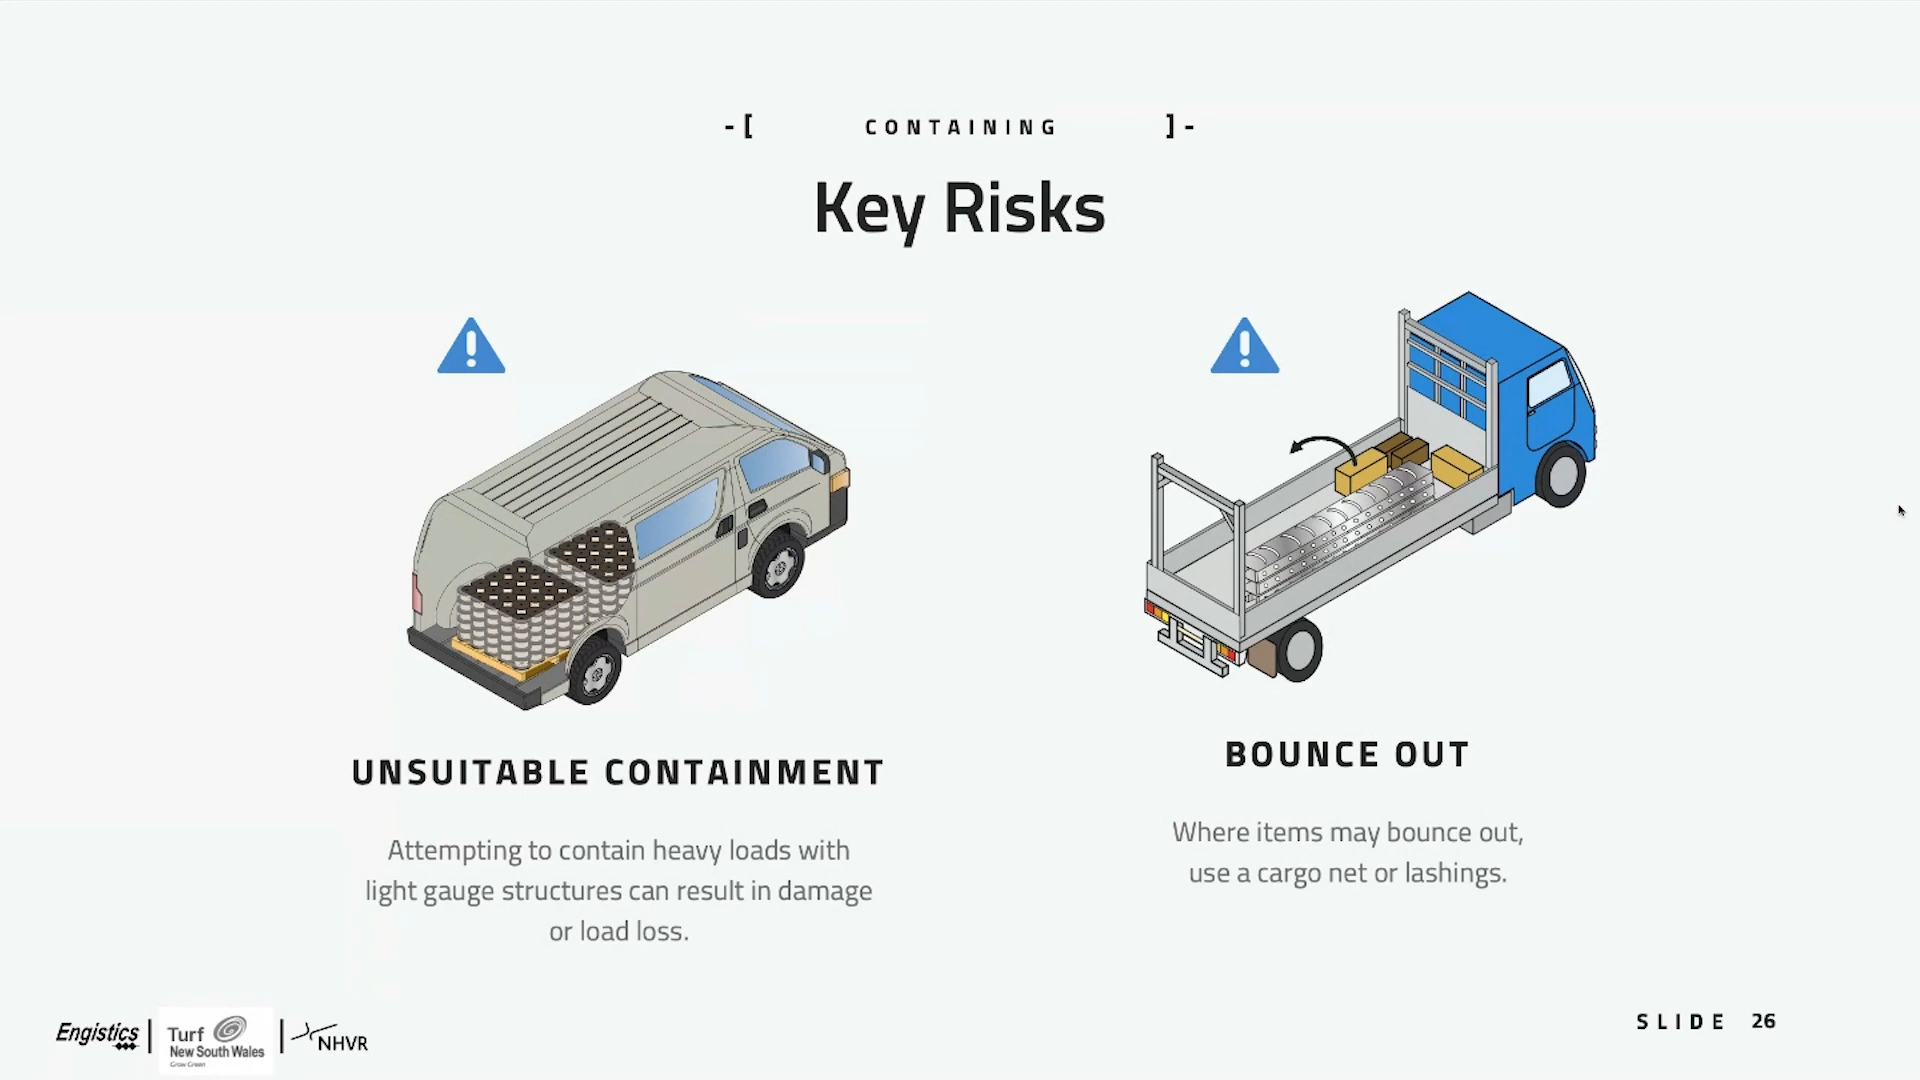 -[ CONTAINING ]-
Key Risks
UNSUITABLE CONTAINMENT
Attempting to contain heavy loads with
light gauge structures can result in damage
or load loss.
BOUNCE OUT
Where items may bounce out,
use a cargo net or lashings.
Engistics
Turf
New South Wales
Grow Green
NHVR
SLIDE 26